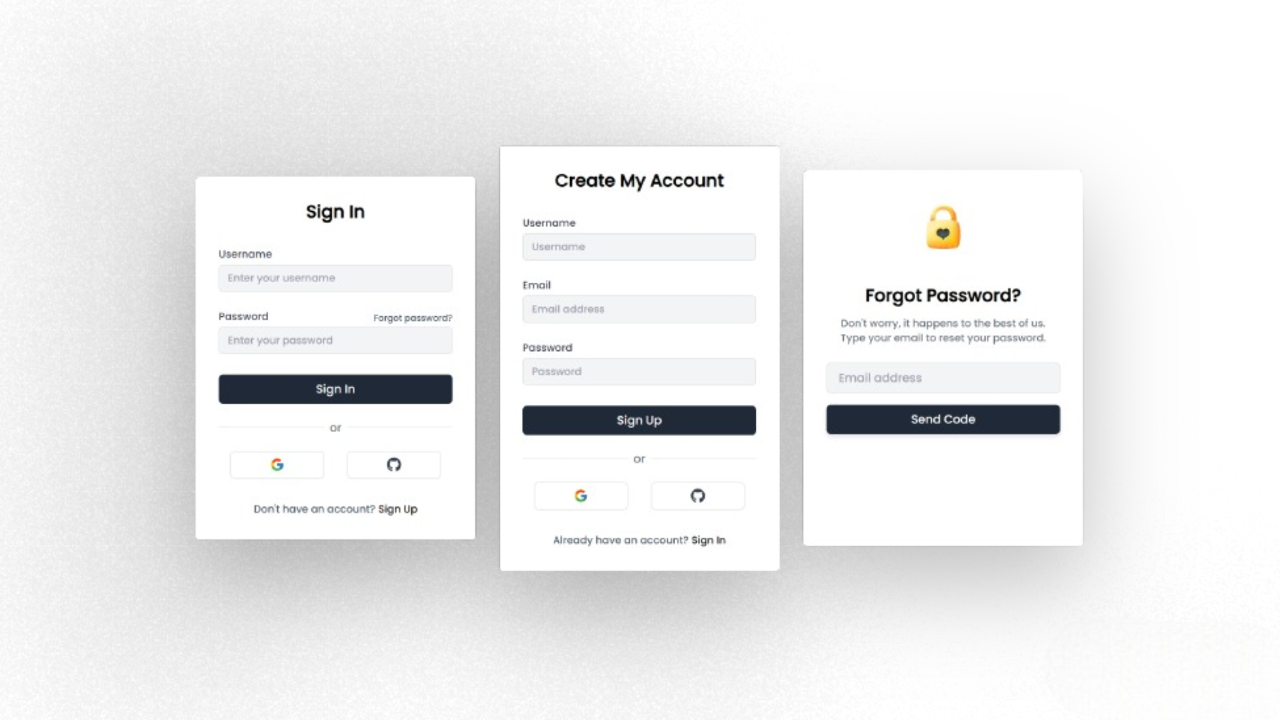 Sign In
Username
Enter your username
Password
Forgot password?
Enter your password
Sign In
or
Don't have an account? Sign Up
Create My Account
Username
Username
Email
Email address
Password
Password
Sign Up
or
Already have an account? Sign In
Forgot Password?
Don't worry, it happens to the best of us.
Type your email to reset your password.
Email address
Send Code